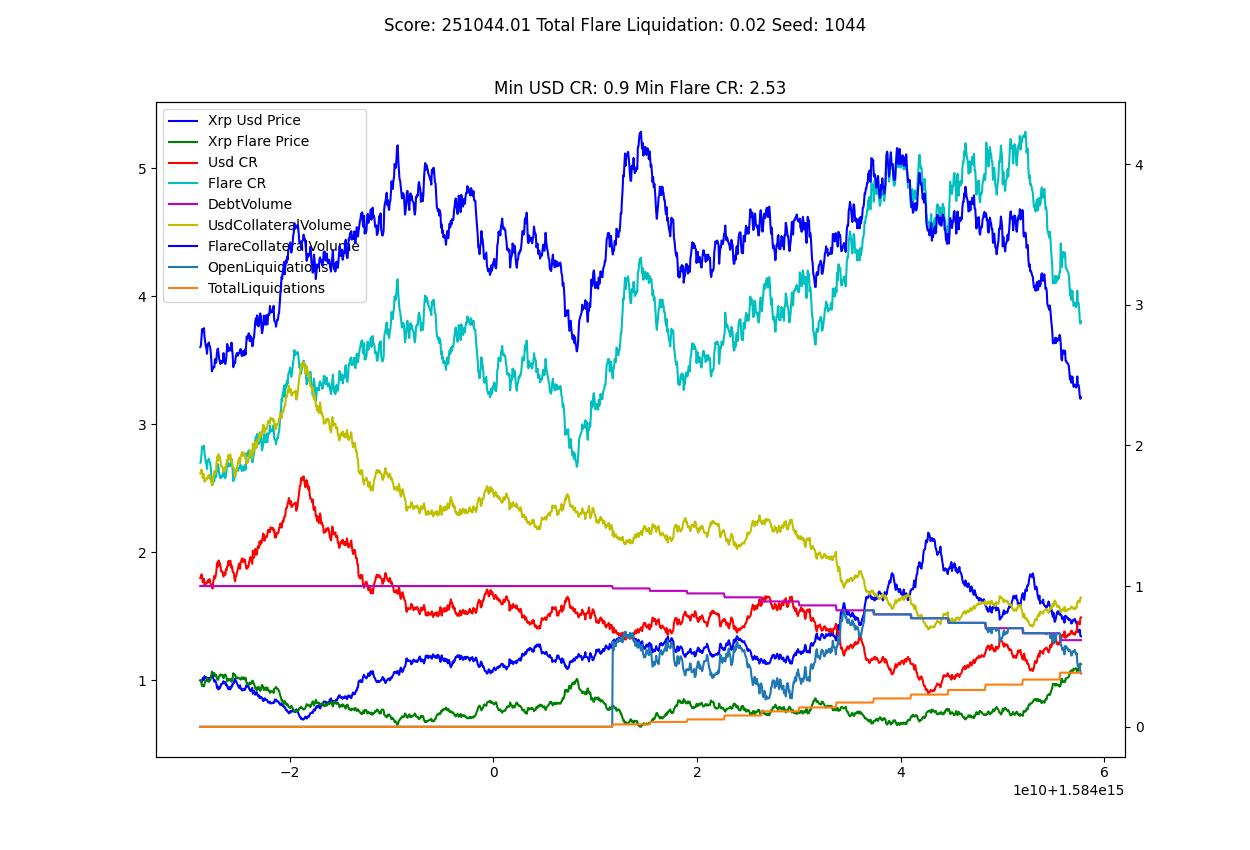 Score: 251044.01 Total Flare Liquidation: 0.02 Seed: 1044
Min USD CR: 0.9 Min Flare CR: 2.53
Xrp Usd Price
Xrp Flare Price
Usd CR
Flare CR
DebtVolume
UsdCollateralVolume
FlareCollateralVolume
OpenLiquidations
TotalLiquidations
5
4
3
2
1
4
3
2
1
0
−2
0
2
4
6
1e10+1.584e15